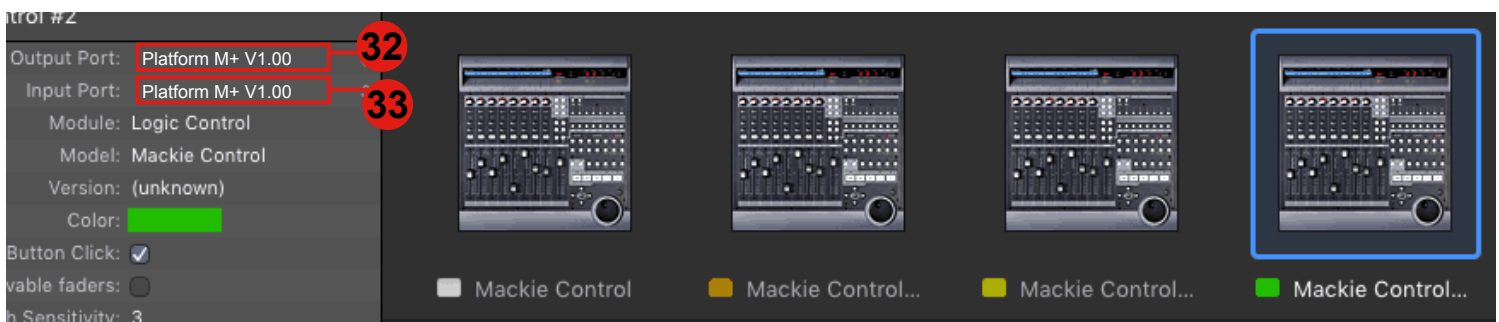 ntrol #2
Output Port: Platform M+ V1.00
32
Input Port: Platform M+ V1.00
33
Module: Logic Control
Model: Mackie Control
Version: (unknown)
Color:
Button Click:
vable faders:
h Sensitivity: 3
Mackie Control
Mackie Control...
Mackie Control...
Mackie Control...